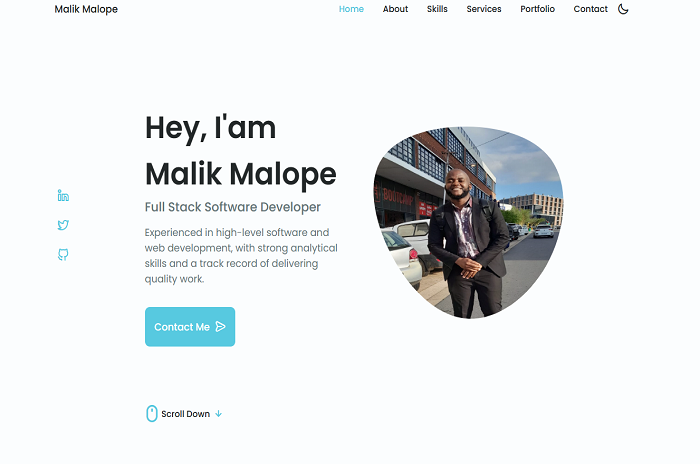 Malik Malope
Home About Skills Services Portfolio Contact
Hey, I'am
Malik Malope
Full Stack Software Developer
Experienced in high-level software and
web development, with strong analytical
skills and a track record of delivering
quality work.
Contact Me
Scroll Down
BOOTCAMP